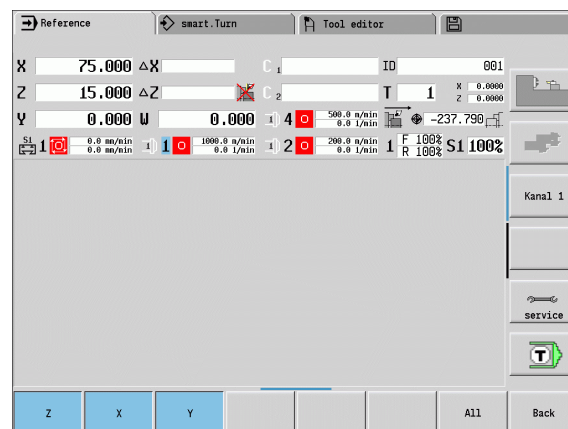 Reference smart.Turn Tool editor
X 75.000 △X C 1 ID 001
Z 15.000 △Z C 2 T 1 X 0.0000 Z 0.0000
Y 0.000 W 0.000 4 500.0 m/min 0.0 1/min -237.790
S1 1 0.0 mm/min 0.0 mm/min 1 1000.0 m/min 0.0 1/min 2 200.0 m/min 0.0 1/min 1 F 100% R 100% S1 100%
Kanal 1
service
T
Z X Y All Back